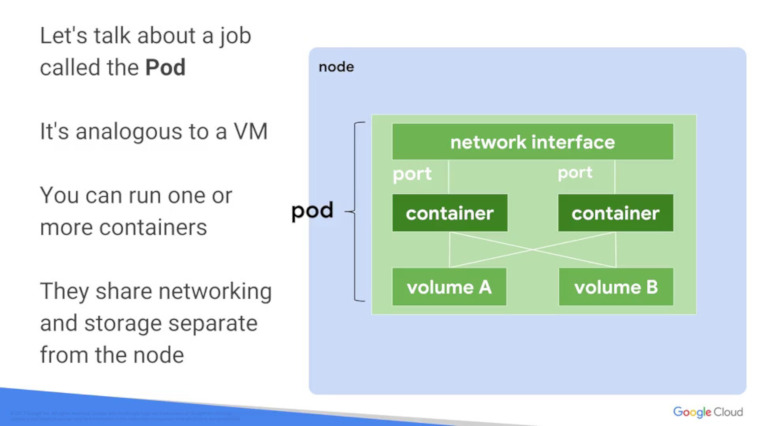 Let's talk about a job
called the Pod
It's analogous to a VM
You can run one or
more containers
They share networking
and storage separate
from the node
node
pod
network interface
port port
container container
volume A volume B
Google Cloud